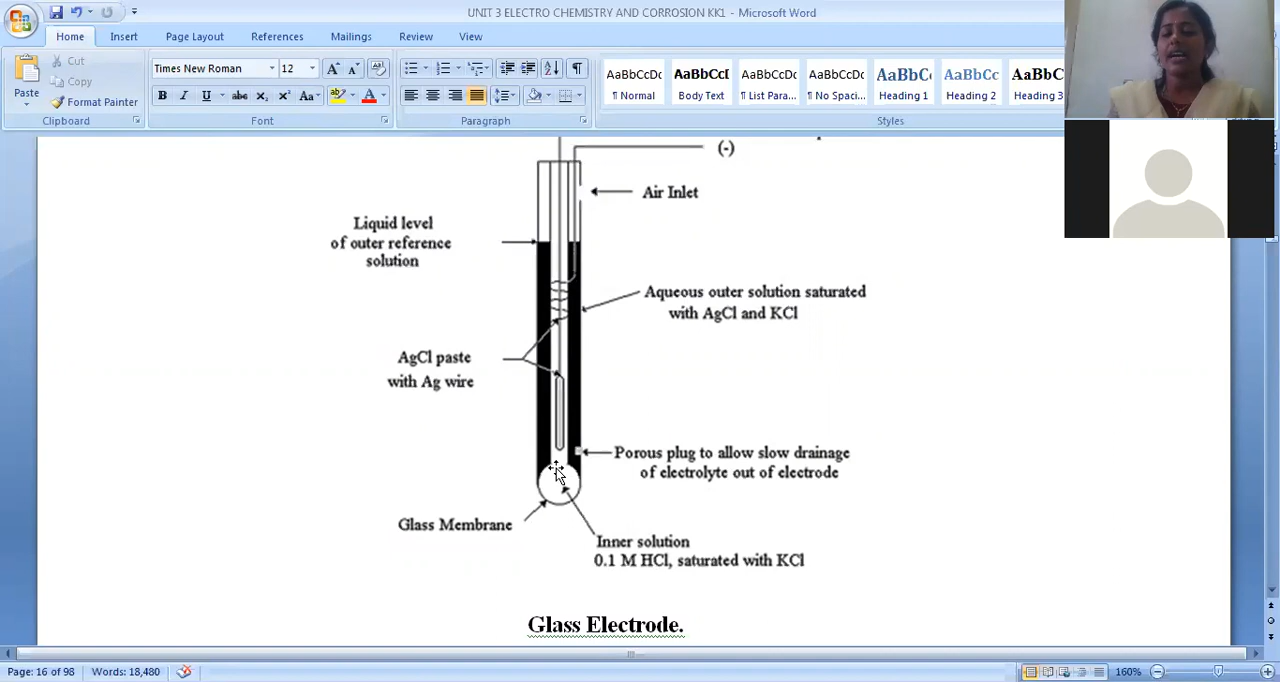 UNIT 3 ELECTRO CHEMISTRY AND CORROSION KK1 - Microsoft Word
Home Insert Page Layout References Mailings Review View
Cut
Copy
Format Painter
Paste
Clipboard
Times New Roman 12
B I U abc X₂ X² Aa
Font
Paragraph
AaBbCcDc AaBbCcI AaBbCcDc AaBbCcDc AaBbC AaBbCc AaBbC
¶ Normal Body Text ¶ List Para... ¶ No Spaci... Heading 1 Heading 2 Heading 3
Styles
(-)
Air Inlet
Liquid level
of outer reference
solution
Aqueous outer solution saturated
with AgCl and KCl
AgCl paste
with Ag wire
Porous plug to allow slow drainage
of electrolyte out of electrode
Glass Membrane
Inner solution
0.1 M HCl, saturated with KCl
Glass Electrode.
Page: 16 of 98 Words: 18,480 160%